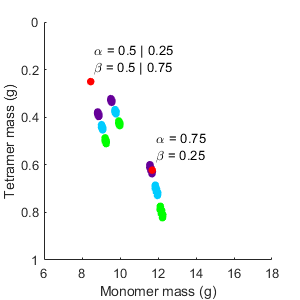 0
α = 0.5 | 0.25
β = 0.5 | 0.75
0.2
0.4
α = 0.75
β = 0.25
0.6
0.8
1
6
8
10
12
14
16
18
Tetramer mass (g)
Monomer mass (g)